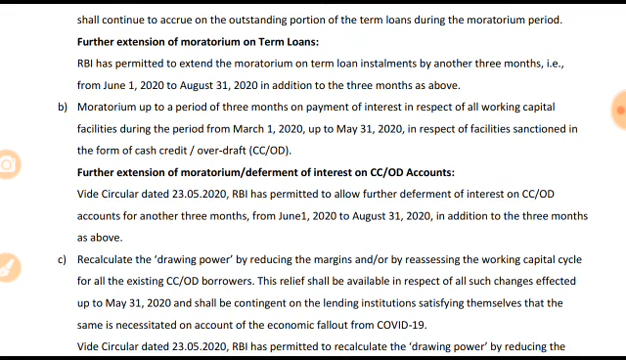 shall continue to accrue on the outstanding portion of the term loans during the moratorium period.
Further extension of moratorium on Term Loans:
RBI has permitted to extend the moratorium on term loan instalments by another three months, i.e.,
from June 1, 2020 to August 31, 2020 in addition to the three months as above.
b) Moratorium up to a period of three months on payment of interest in respect of all working capital
facilities during the period from March 1, 2020, up to May 31, 2020, in respect of facilities sanctioned in
the form of cash credit / over-draft (CC/OD).
Further extension of moratorium/deferment of interest on CC/OD Accounts:
Vide Circular dated 23.05.2020, RBI has permitted to allow further deferment of interest on CC/OD
accounts for another three months, from June1, 2020 to August 31, 2020, in addition to the three months
as above.
c) Recalculate the ‘drawing power’ by reducing the margins and/or by reassessing the working capital cycle
for all the existing CC/OD borrowers. This relief shall be available in respect of all such changes effected
up to May 31, 2020 and shall be contingent on the lending institutions satisfying themselves that the
same is necessitated on account of the economic fallout from COVID-19.
Vide Circular dated 23.05.2020, RBI has permitted to recalculate the ‘drawing power’ by reducing the